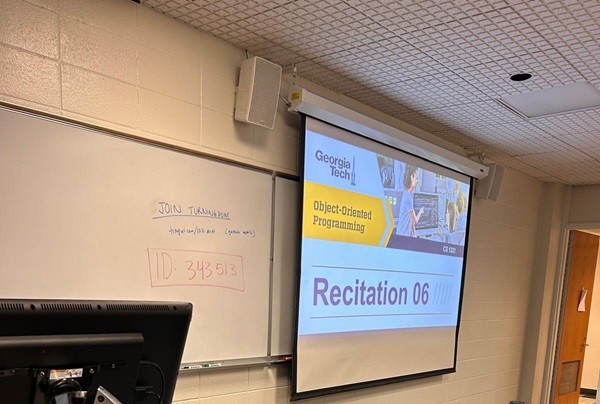 JOIN TURNINGPOINT
ID: 343513
Georgia
Tech
Object-Oriented
Programming
CS 1331
Recitation 06